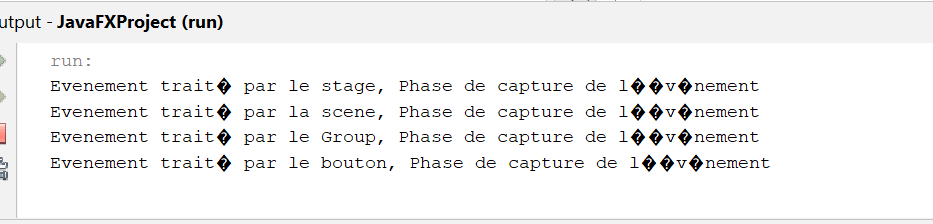 utput - JavaFXProject (run)
run:
Evenement trait� par le stage, Phase de capture de l��v�nement
Evenement trait� par la scene, Phase de capture de l��v�nement
Evenement trait� par le Group, Phase de capture de l��v�nement
Evenement trait� par le bouton, Phase de capture de l��v�nement